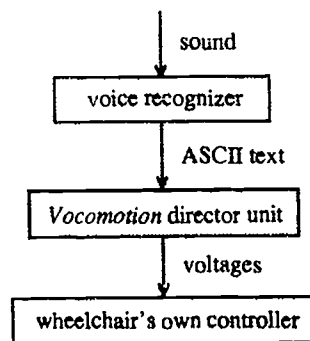 sound
voice recognizer
ASCII text
Vocomotion director unit
voltages
wheelchair's own controller